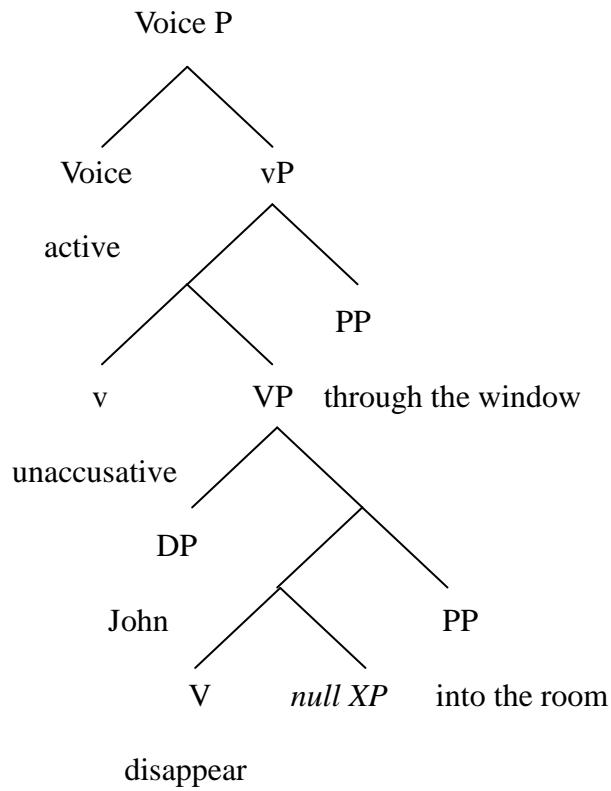 Voice P
Voice vP
active
PP
v VP through the window
unaccusative
DP
John PP
V null XP into the room
disappear